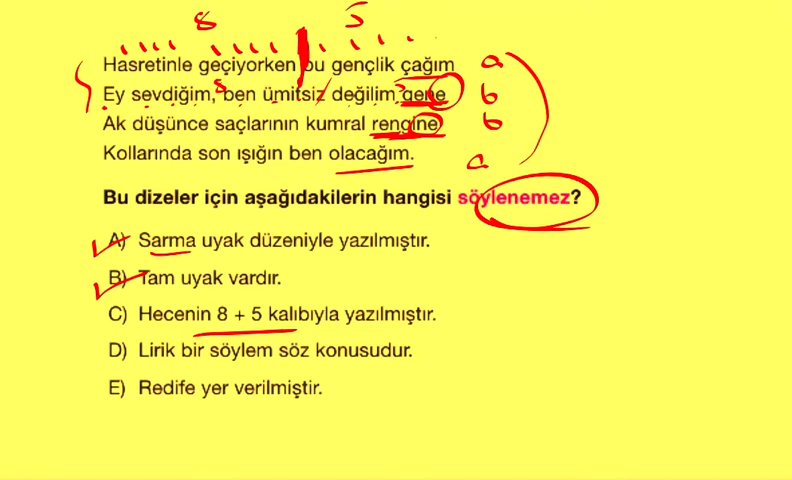 8 5
Hasretinle geçiyorken bu gençlik çağım a
Ey sevdiğim, ben ümitsiz değilim gene b
Ak düşünce saçlarının kumral rengine b
Kollarında son ışığın ben olacağım. a
Bu dizeler için aşağıdakilerin hangisi söylenemez?
A) Sarma uyak düzeniyle yazılmıştır.
B) Tam uyak vardır.
C) Hecenin 8 + 5 kalıbıyla yazılmıştır.
D) Lirik bir söylem söz konusudur.
E) Redife yer verilmiştir.